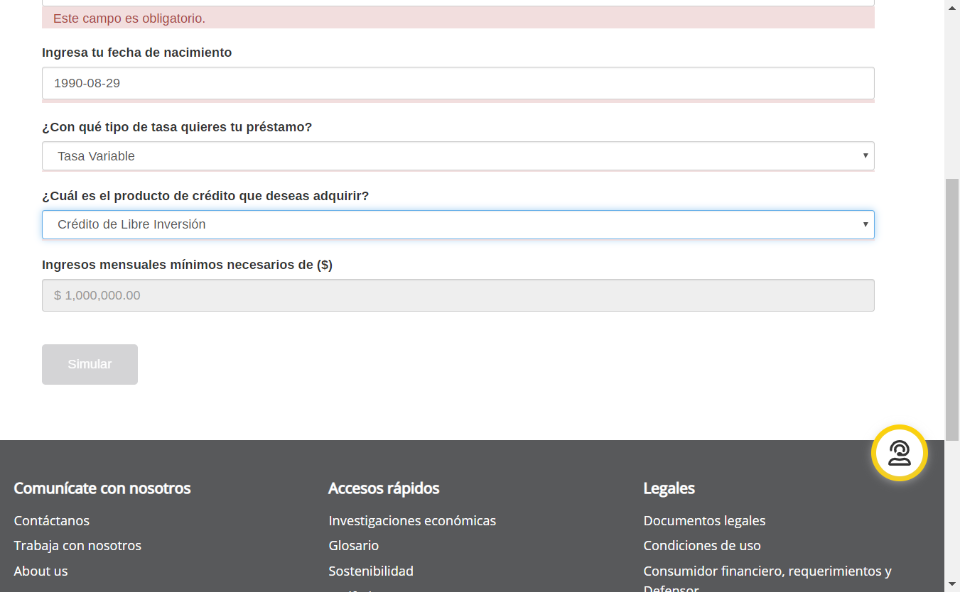 Este campo es obligatorio.
Ingresa tu fecha de nacimiento
1990-08-29
¿Con qué tipo de tasa quieres tu préstamo?
Tasa Variable
¿Cuál es el producto de crédito que deseas adquirir?
Crédito de Libre Inversión
Ingresos mensuales mínimos necesarios de ($)
$ 1,000,000.00
Simular
Comunícate con nosotros
Contáctanos
Trabaja con nosotros
About us
Accesos rápidos
Investigaciones económicas
Glosario
Sostenibilidad
Legales
Documentos legales
Condiciones de uso
Consumidor financiero, requerimientos y
Defensor